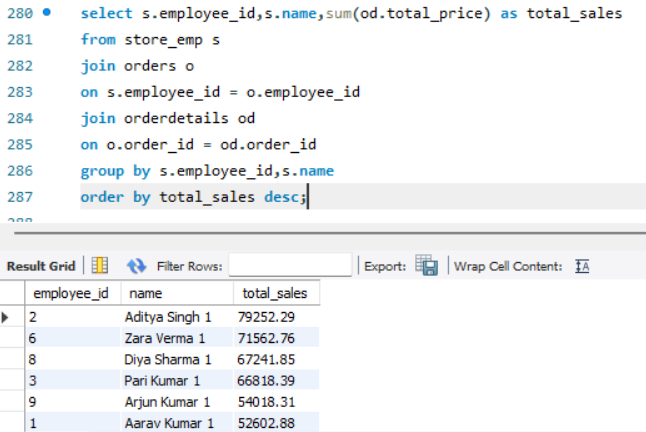 280 select s.employee_id,s.name,sum(od.total_price) as total_sales
281 from store_emp s
282 join orders o
283 on s.employee_id = o.employee_id
284 join orderdetails od
285 on o.order_id = od.order_id
286 group by s.employee_id,s.name
287 order by total_sales desc;
Result Grid Filter Rows: Export: Wrap Cell Content: IA
employee_id name total_sales
2 Aditya Singh 1 79252.29
6 Zara Verma 1 71562.76
8 Diya Sharma 1 67241.85
3 Pari Kumar 1 66818.39
9 Arjun Kumar 1 54018.31
1 Aarav Kumar 1 52602.88